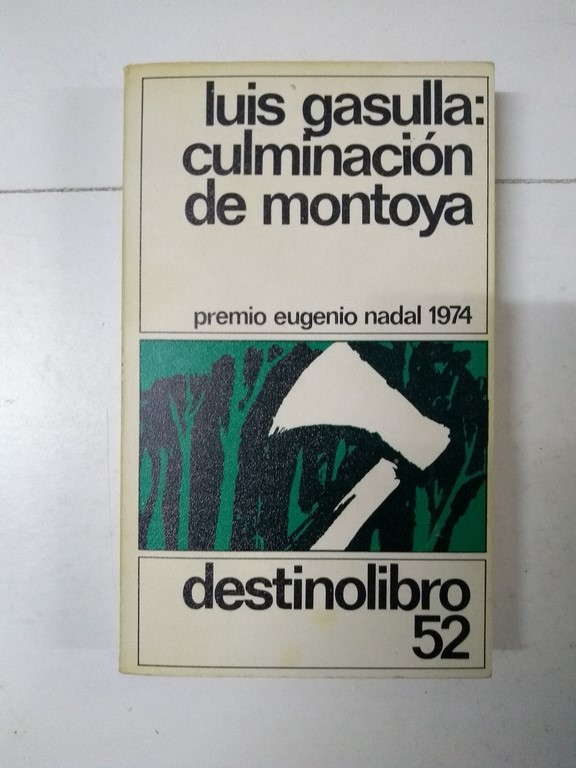 luis gasulla:
culminación
de montoya
premio eugenio nadal 1974
destinolibro
52